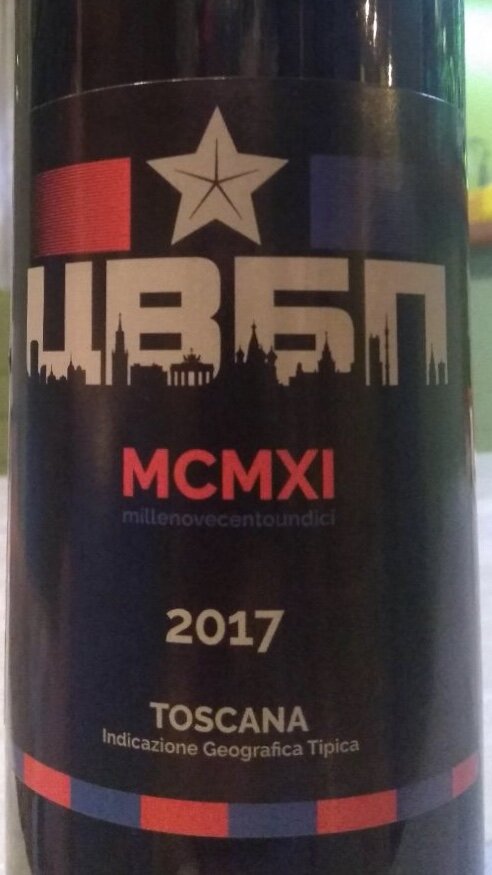 ЦВБП
MCMXI
millenovecentoundici
2017
TOSCANA
Indicazione Geografica Tipica